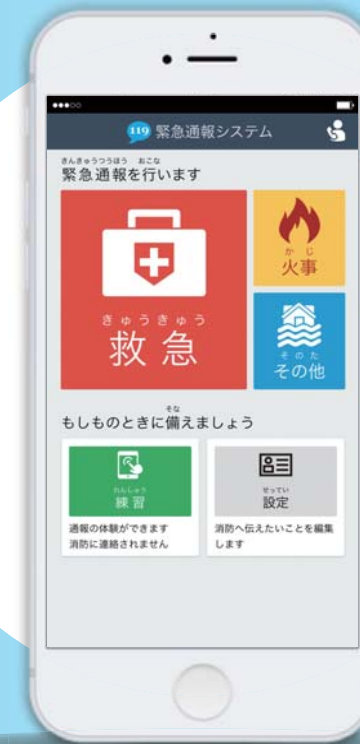 119 緊急通報システム
きんきゅうつうほう おこな
緊急通報を行います
きゅうきゅう
救急
かじ
火事
そのた
その他
そな
もしものときに備えましょう
れんしゅう
練習
通報の体験ができます
消防に連絡されません
せってい
設定
消防へ伝えたいことを編集
します